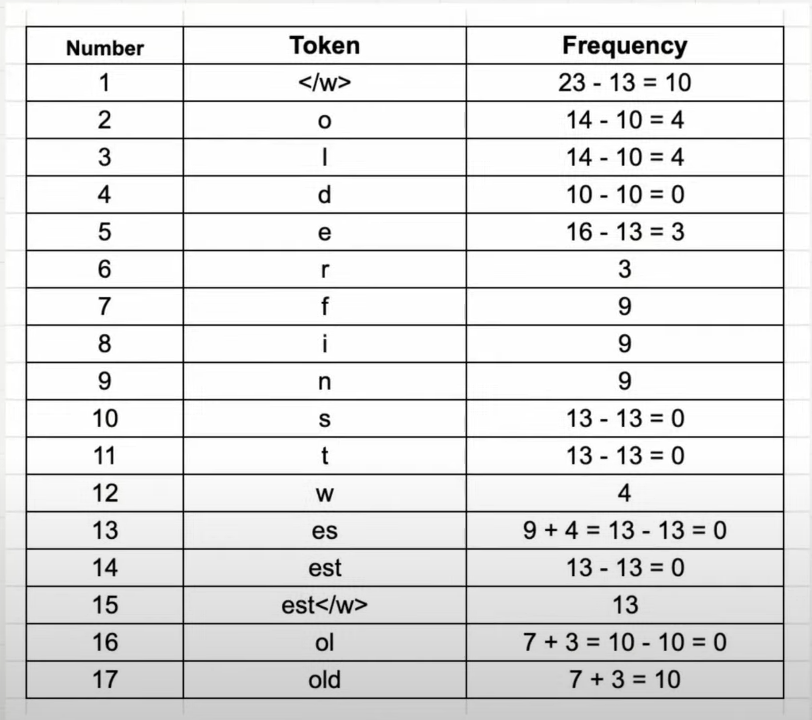 Number Token Frequency
1 </w> 23 - 13 = 10
2 o 14 - 10 = 4
3 l 14 - 10 = 4
4 d 10 - 10 = 0
5 e 16 - 13 = 3
6 r 3
7 f 9
8 i 9
9 n 9
10 s 13 - 13 = 0
11 t 13 - 13 = 0
12 w 4
13 es 9 + 4 = 13 - 13 = 0
14 est 13 - 13 = 0
15 est</w> 13
16 ol 7 + 3 = 10 - 10 = 0
17 old 7 + 3 = 10